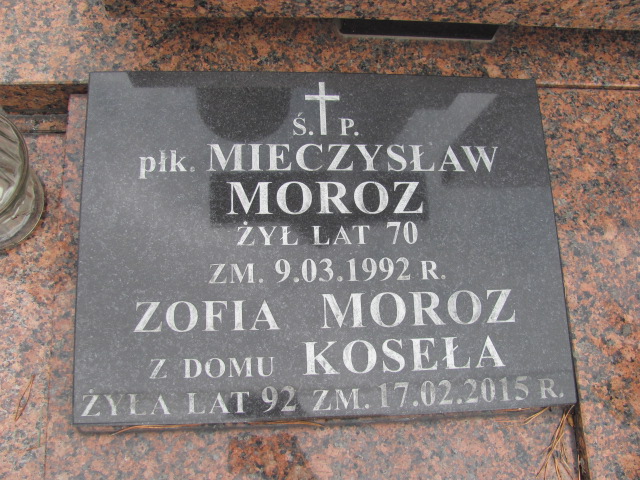 Ś. P.
płk. MIECZYSŁAW
MOROZ
ŻYŁ LAT 70
ZM. 9.03.1992 R.
ZOFIA MOROZ
Z DOMU KOSEŁA
ŻYŁA LAT 92 ZM. 17.02.2015 R.